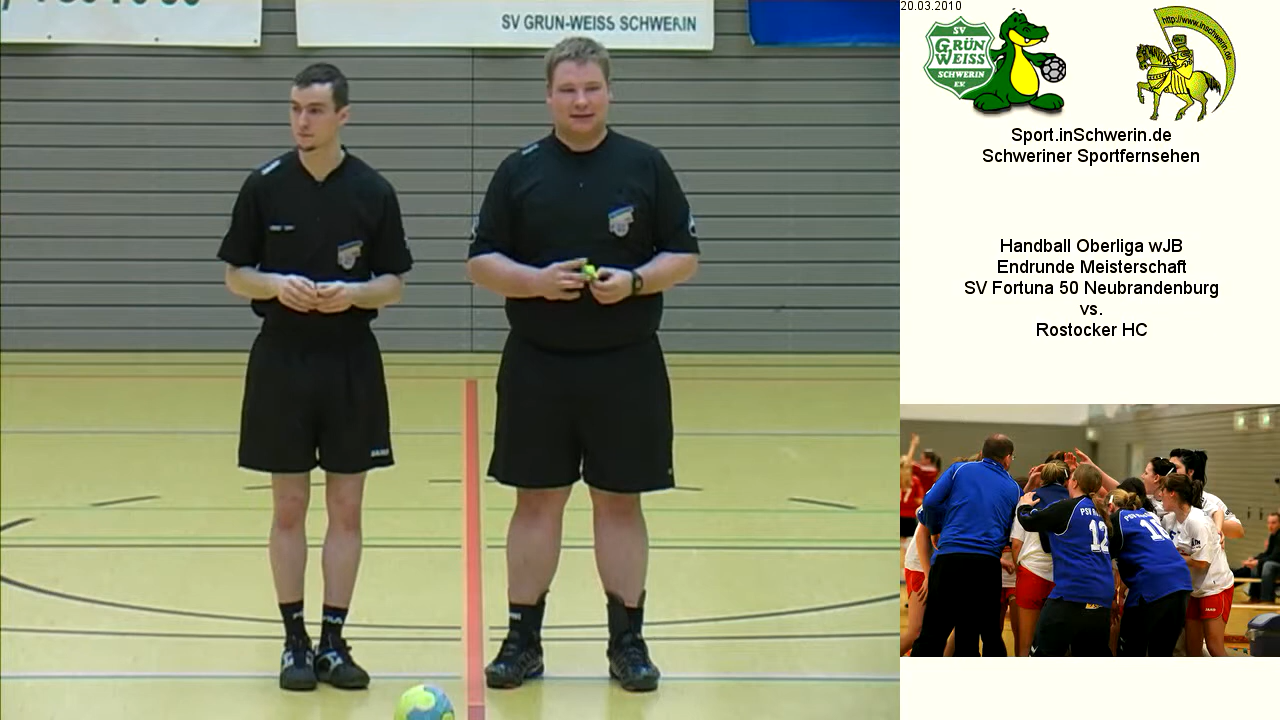 SV GRÜN-WEISS SCHWERIN
20.03.2010
SV
GRÜN
WEISS
SCHWERIN
E.V.
http://www.inschwerin.de
Sport.inSchwerin.de
Schweriner Sportfernsehen
Handball Oberliga wJB
Endrunde Meisterschaft
SV Fortuna 50 Neubrandenburg
vs.
Rostocker HC
12